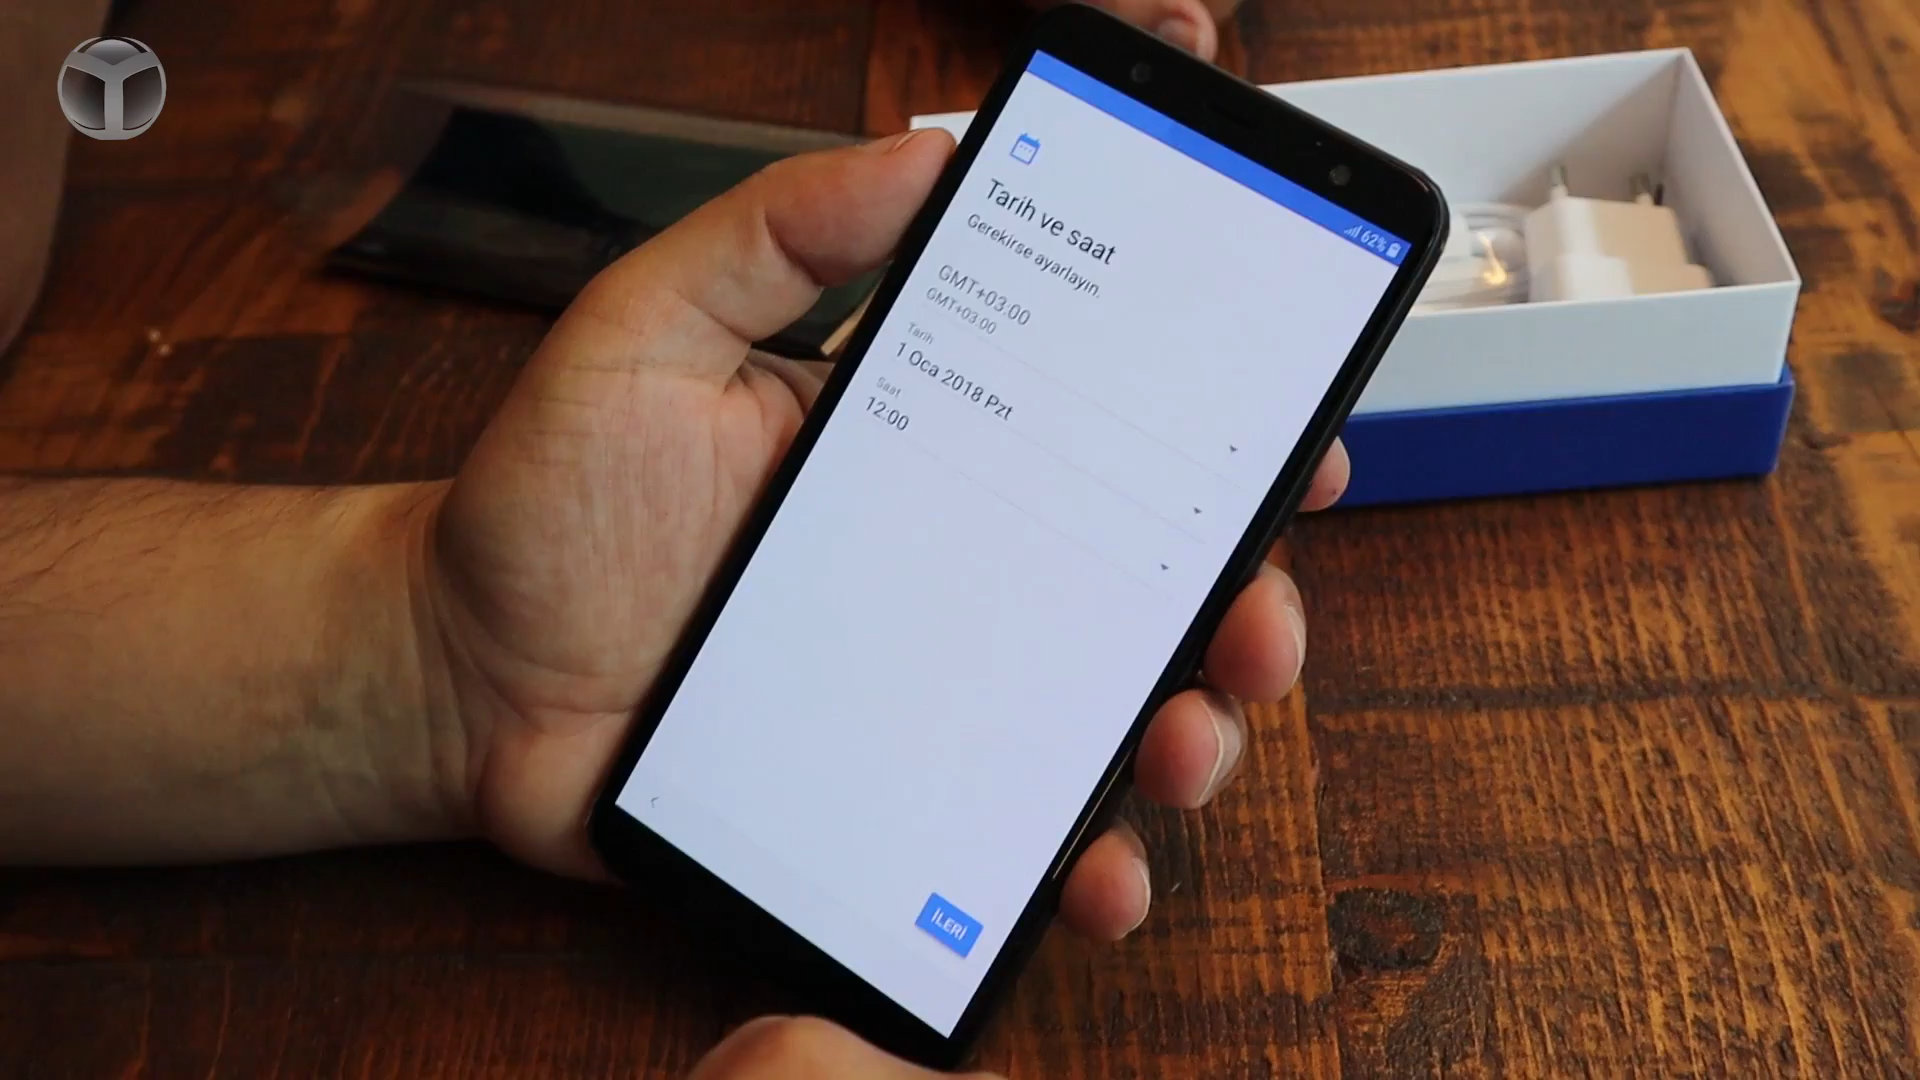 62%
Tarih ve saat
Gerekirse ayarlayın.
GMT+03:00
GMT+03:00
Tarih
1 Oca 2018 Pzt
Saat
12:00
İLERİ